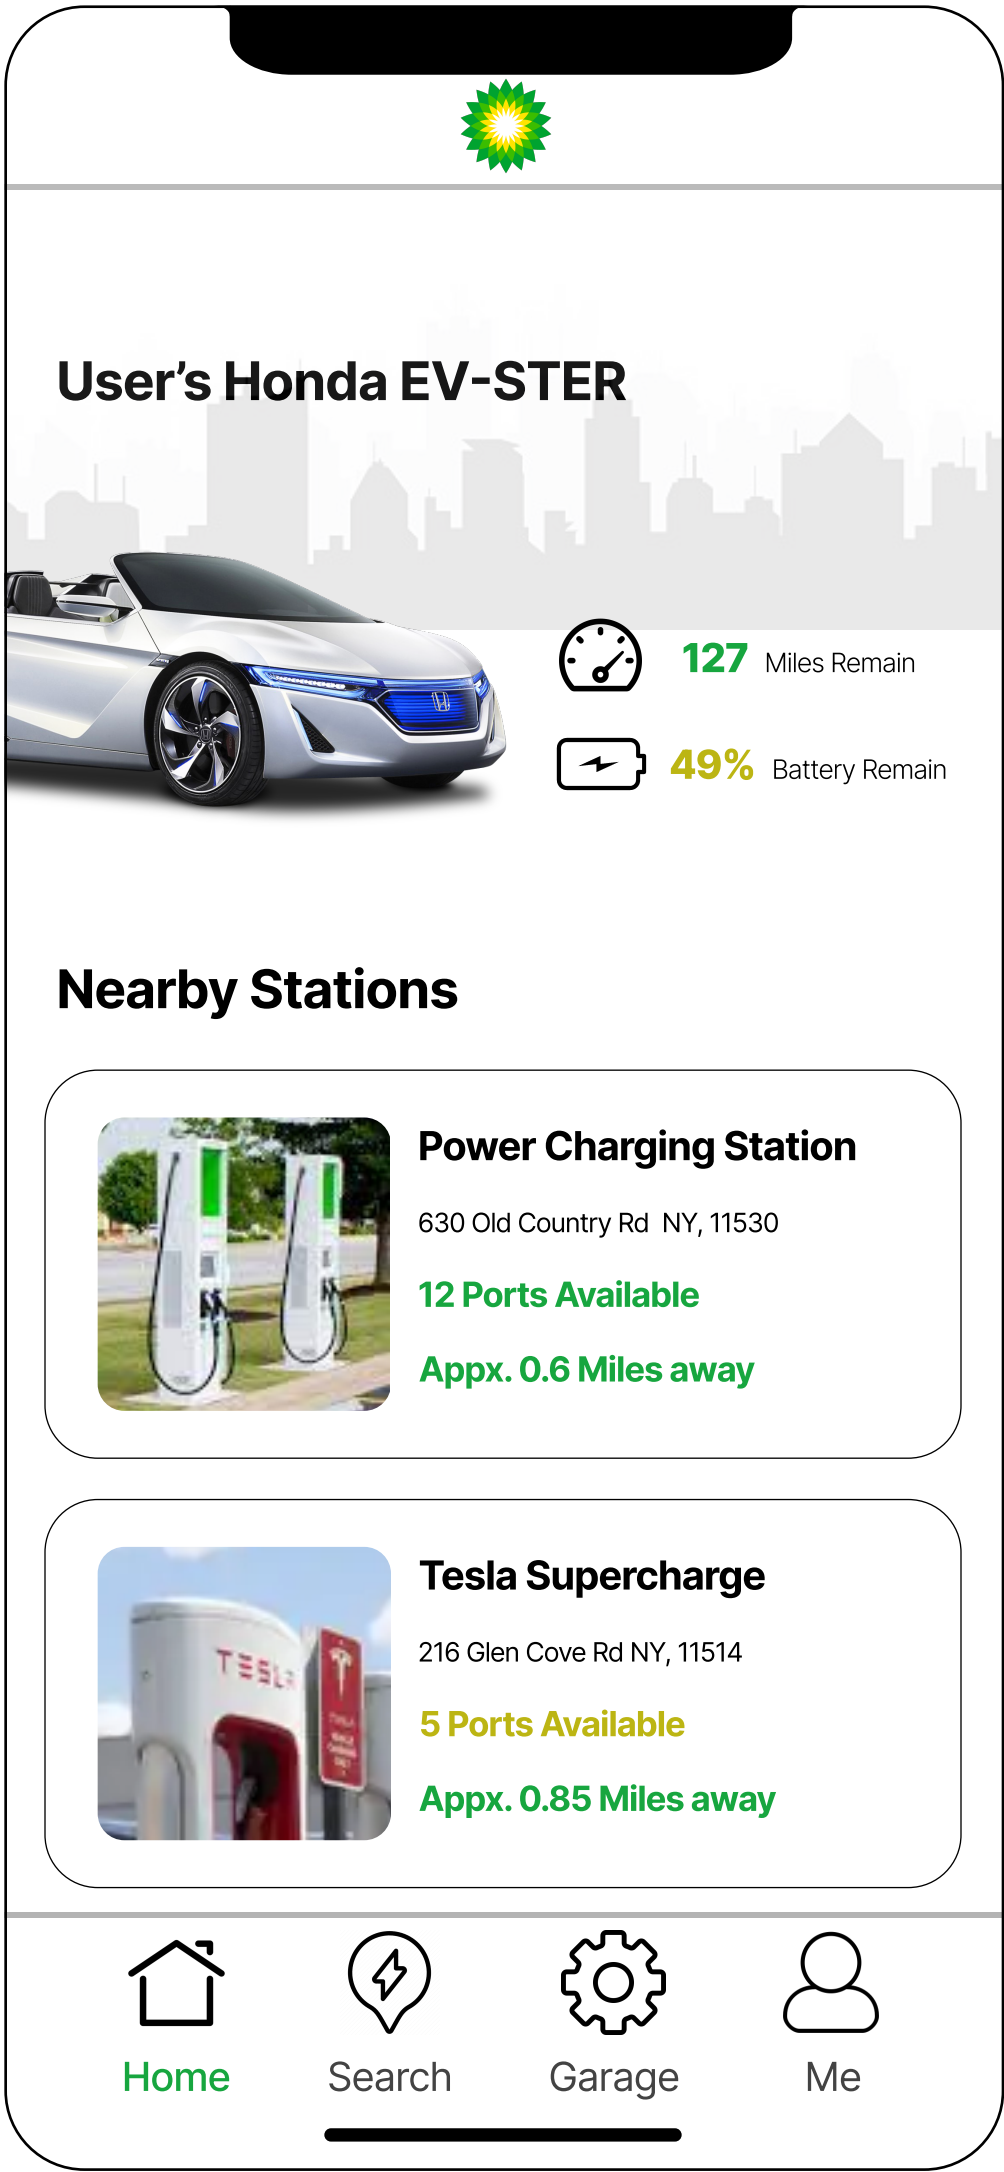 User’s Honda EV-STER
127 Miles Remain
49% Battery Remain
Nearby Stations
Power Charging Station
630 Old Country Rd  NY, 11530
12 Ports Available
Appx. 0.6 Miles away
Tesla Supercharge
216 Glen Cove Rd NY, 11514
5 Ports Available
Appx. 0.85 Miles away
TESLA
Home
Search
Garage
Me